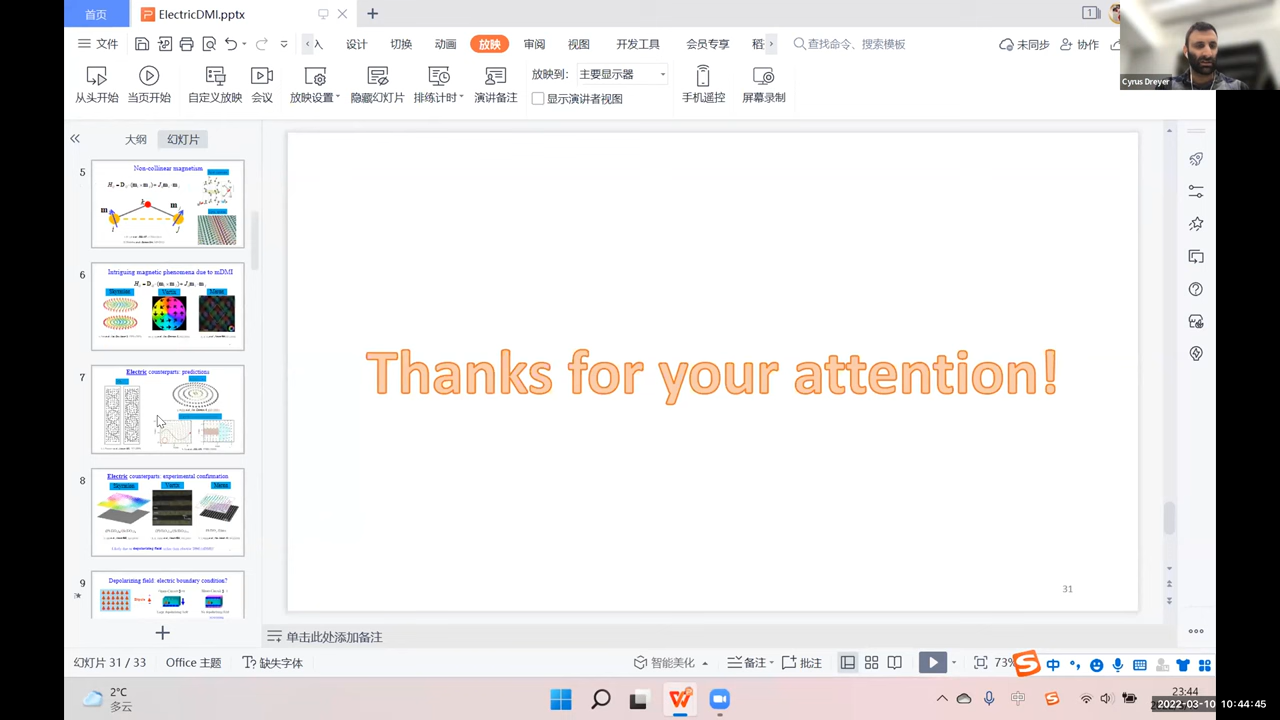 首页
ElectricDMI.pptx
文件
设计
切换
动画
放映
审阅
视图
开发工具
会员专享
稻
查找命令、搜索模板
未同步
协作
Cyrus Dreyer
从头开始
当页开始
自定义放映
会议
放映设置
隐藏幻灯片
排练计时
演讲备注
放映到:
主要显示器
显示演讲者视图
手机遥控
屏幕录制
大纲
幻灯片
5
Non-collinear magnetism
6
Intriguing magnetic phenomena due to mDMI
Skyrmion
Vortex
Meron
7
Electric counterparts: predictions
8
Electric counterparts: experimental confirmation
Skyrmion
Vortex
Meron
9
Depolarizing field: electric boundary condition?
Thanks for your attention!
31
单击此处添加备注
幻灯片 31 / 33
Office 主题
缺失字体
智能美化
备注
批注
73%
中
2°C
多云
中
23:44
2022-03-10 10:44:45